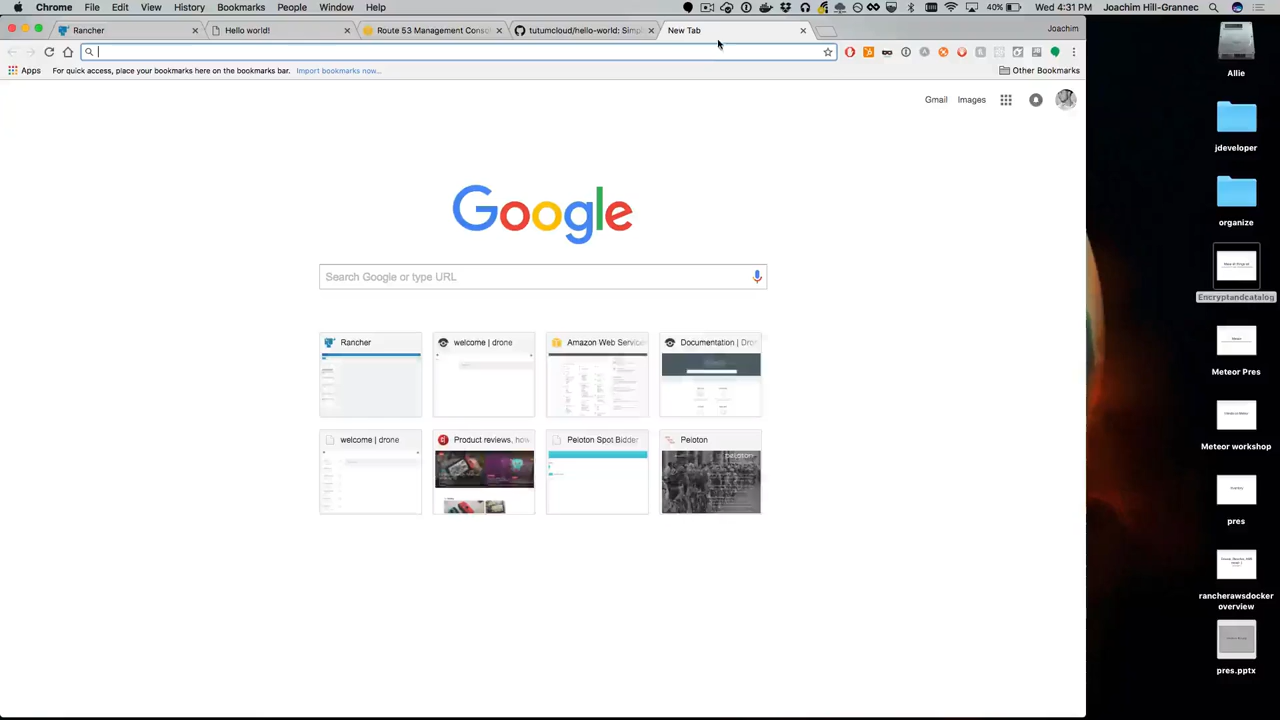 Chrome File Edit View History Bookmarks People Window Help
40% Wed 4:31 PM Joachim Hill-Grannec
Rancher
Hello world!
Route 53 Management Consol
tutumcloud/hello-world: Simpl
New Tab
Joachim
Apps
For quick access, place your bookmarks here on the bookmarks bar. Import bookmarks now...
Other Bookmarks
Gmail Images
Google
Search Google or type URL
Rancher
welcome | drone
Amazon Web Service
Documentation | Dro
welcome | drone
Product reviews, how
Peloton Spot Bidder
Peloton
Allie
jdeveloper
organize
Encryptandcatalog
Meteor Pres
Meteor workshop
pres
rancherawsdocker
overview
pres.pptx